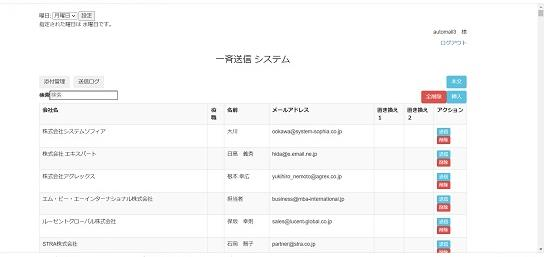 曜日: 月曜日 設定
指定された曜日は 水曜日です。
automail3 様
ログアウト
一斉送信 システム
添付管理 送信ログ 本文
検索 検索 全削除 挿入
会社名 役職 名前 メールアドレス 置き換え1 置き換え2 アクション
株式会社システムソフィア 大川 ookawa@system-sophia.co.jp 送信
削除
株式会社 エキスパート 日高 義秀 hida@s.email.ne.jp 送信
削除
株式会社アグレックス 根本 幸広 yukihiro_nemoto@agrex.co.jp 送信
削除
エム・ビー・エーインターナショナル株式会社 担当者 business@mba-international.jp 送信
削除
ルーセントグローバル株式会社 保故 幸則 sales@lucent-global.co.jp 送信
削除
STRA株式会社 石岡 賢子 partner@stra.co.jp 送信
削除